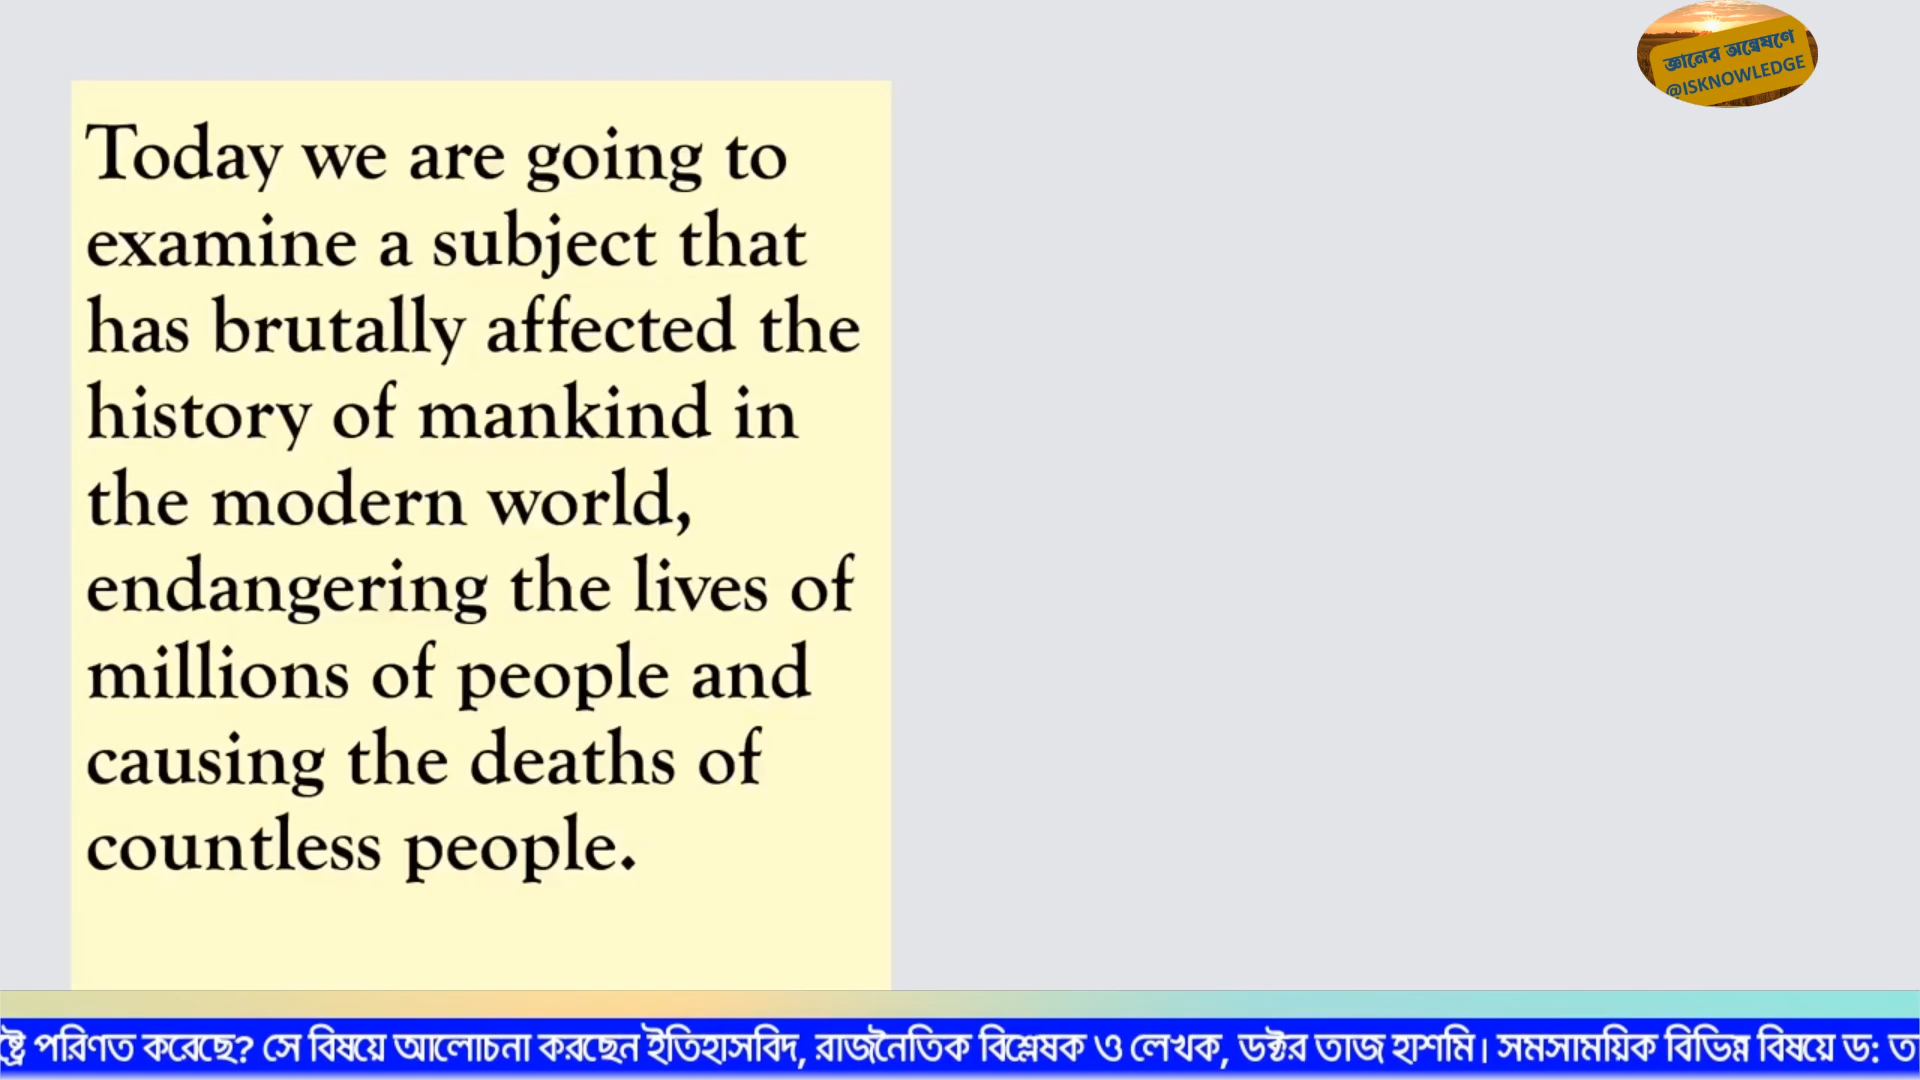 জ্ঞানের অন্বেষণে
@ISKNOWLEDGE
Today we are going to
examine a subject that
has brutally affected the
history of mankind in
the modern world,
endangering the lives of
millions of people and
causing the deaths of
countless people.
পরিণত করেছে? সে বিষয়ে আলোচনা করছেন ইতিহাসবিদ, রাজনৈতিক বিশ্লেষক ও লেখক, ডক্টর তাজ হাশমি। সমসাময়িক বিভিন্ন বিষয়ে ড: ত